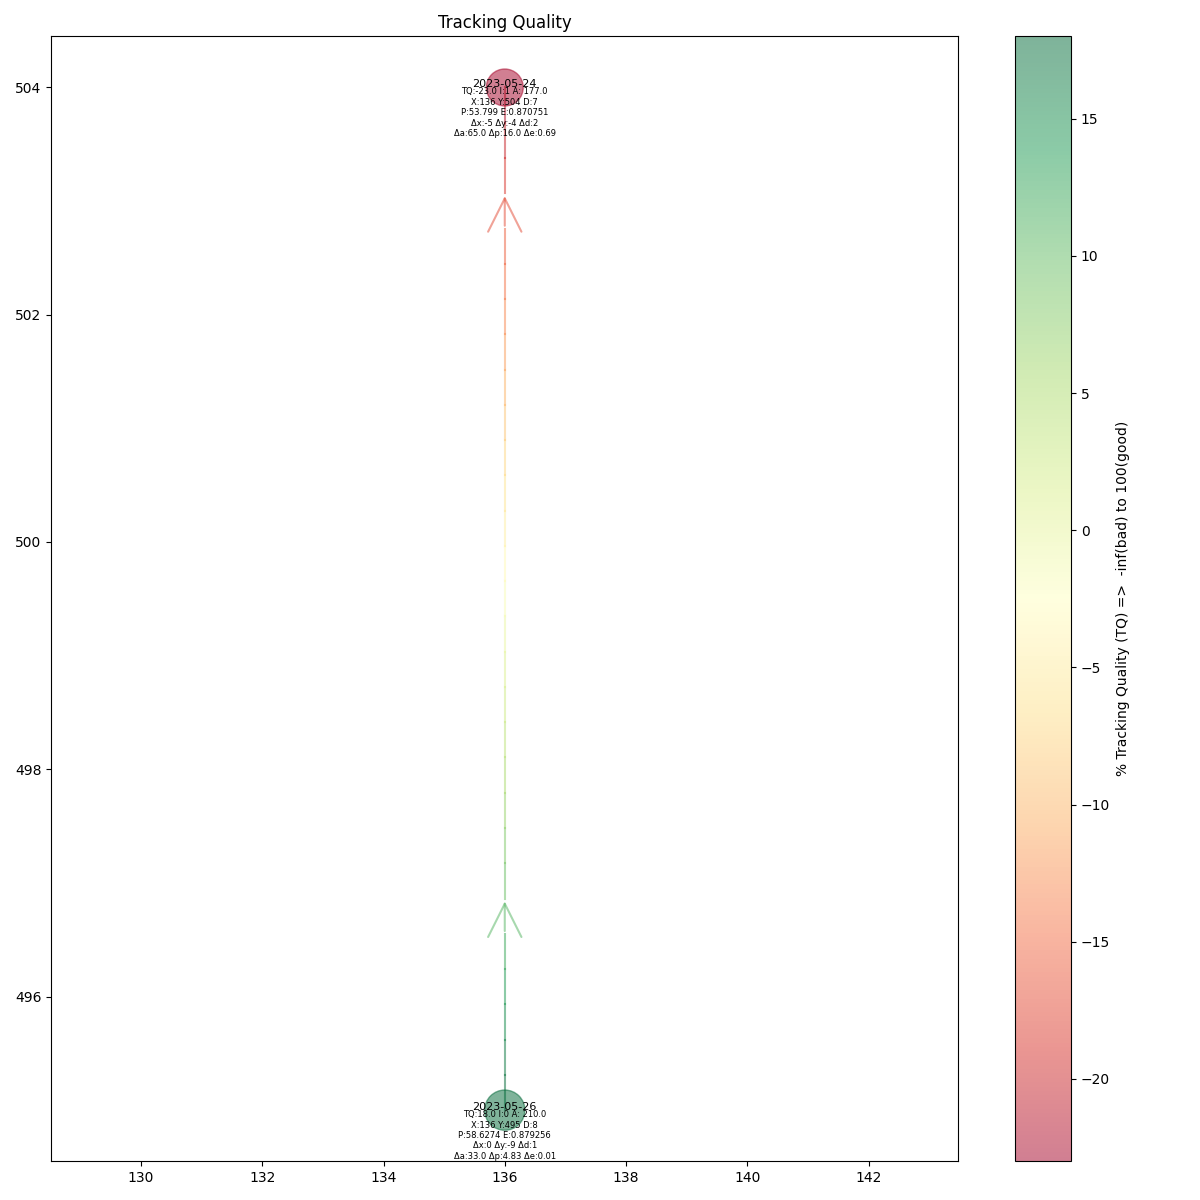 Tracking Quality
504
502
500
498
496
130
132
134
136
138
140
142
2023-05-24
TQ:-23.0 I:1 A: 177.0
X:136 Y:504 D:7
P:53.799 E:0.870751
Δx:-5 Δy:-4 Δd:2
Δa:65.0 Δp:16.0 Δe:0.69
2023-05-26
TQ:18.0 I:0 A: 210.0
X:136 Y:495 D:8
P:58.6274 E:0.879256
Δx:0 Δy:-9 Δd:1
Δa:33.0 Δp:4.83 Δe:0.01
15
10
5
0
−5
−10
−15
−20
% Tracking Quality (TQ) => -inf(bad) to 100(good)